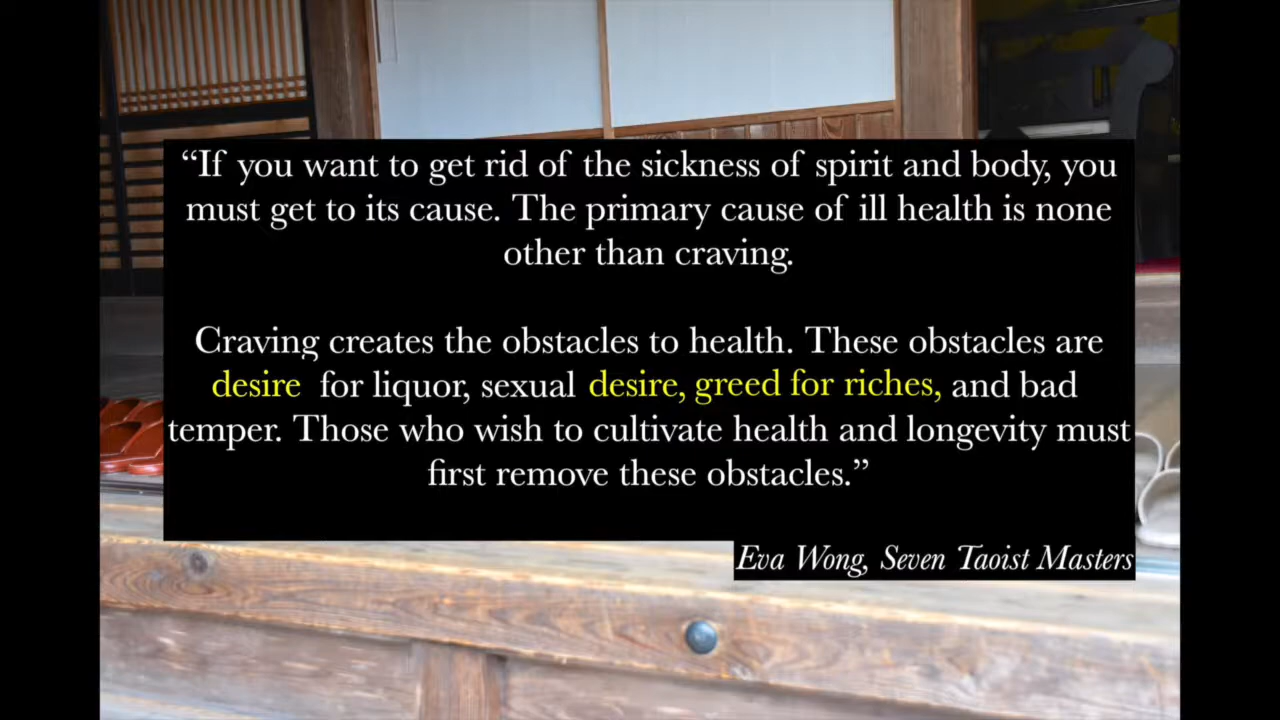 “If you want to get rid of the sickness of spirit and body, you
must get to its cause. The primary cause of ill health is none
other than craving.
Craving creates the obstacles to health. These obstacles are
desire for liquor, sexual desire, greed for riches, and bad
temper. Those who wish to cultivate health and longevity must
first remove these obstacles.”
Eva Wong, Seven Taoist Masters